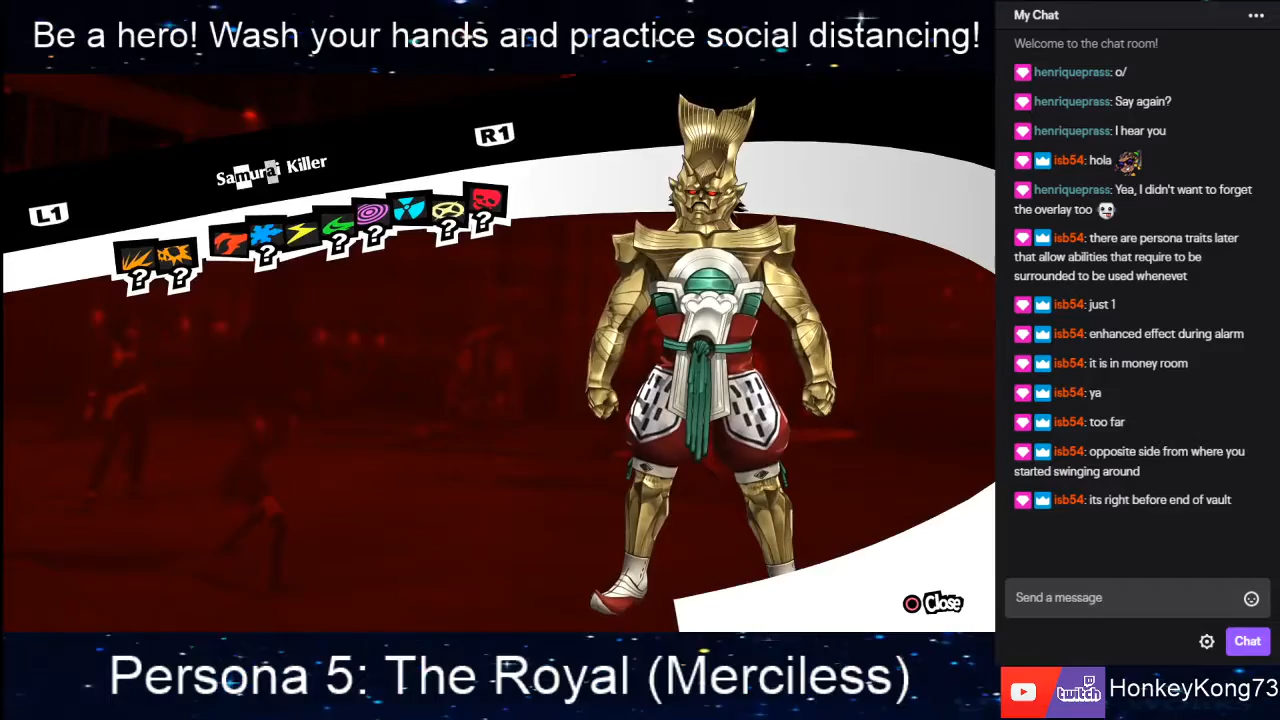 Be a hero! Wash your hands and practice social distancing!
L1
Samurai Killer
R1
? ? ? ? ? ? ?
Close
Persona 5: The Royal (Merciless)
My Chat
Welcome to the chat room!
henriqueprass: o/
henriqueprass: Say again?
henriqueprass: I hear you
isb54: hola
henriqueprass: Yea, I didn't want to forget
the overlay too
isb54: there are persona traits later
that allow abilities that require to be
surrounded to be used whenevet
isb54: just 1
isb54: enhanced effect during alarm
isb54: it is in money room
isb54: ya
isb54: too far
isb54: opposite side from where you
started swinging around
isb54: its right before end of vault
Send a message
Chat
twitch
HonkeyKong73